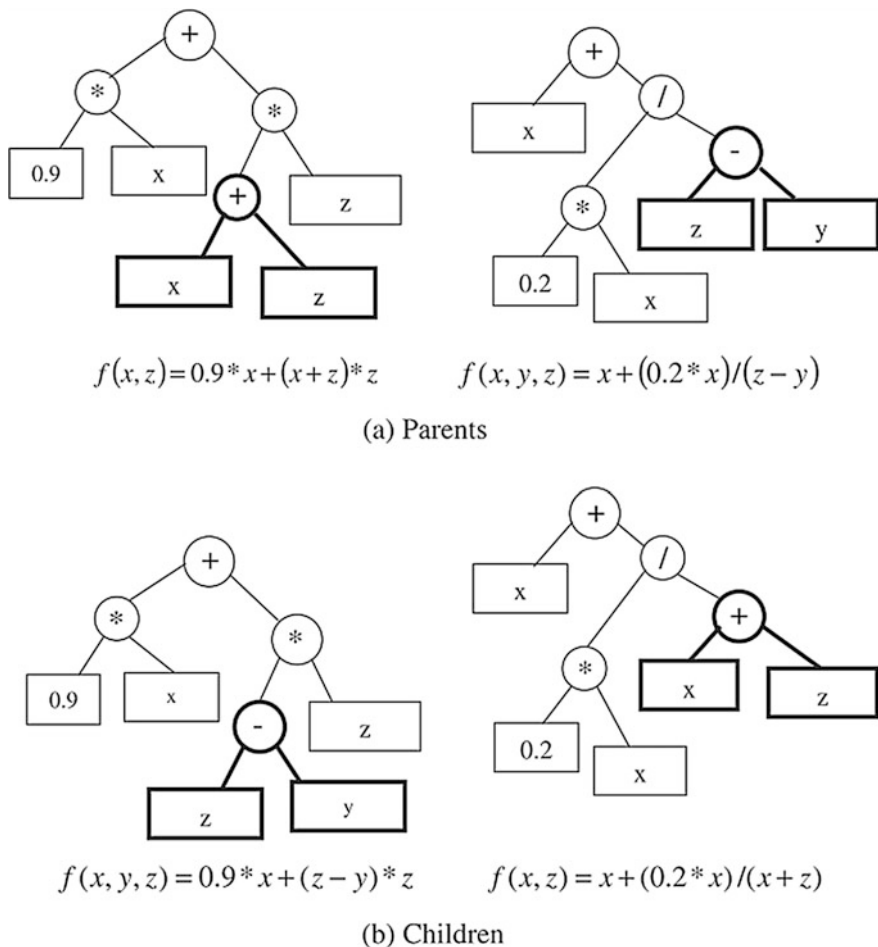 +
+
* * x /
0.9 x + z * -
x z 0.2 x z y
f(x, z) = 0.9 * x + (x + z) * z f(x, y, z) = x + (0.2 * x) / (z − y)
(a) Parents
+
+
* * x /
0.9 x - z * +
z y 0.2 x x z
f(x, y, z) = 0.9 * x + (z − y) * z f(x, z) = x + (0.2 * x) / (x + z)
(b) Children